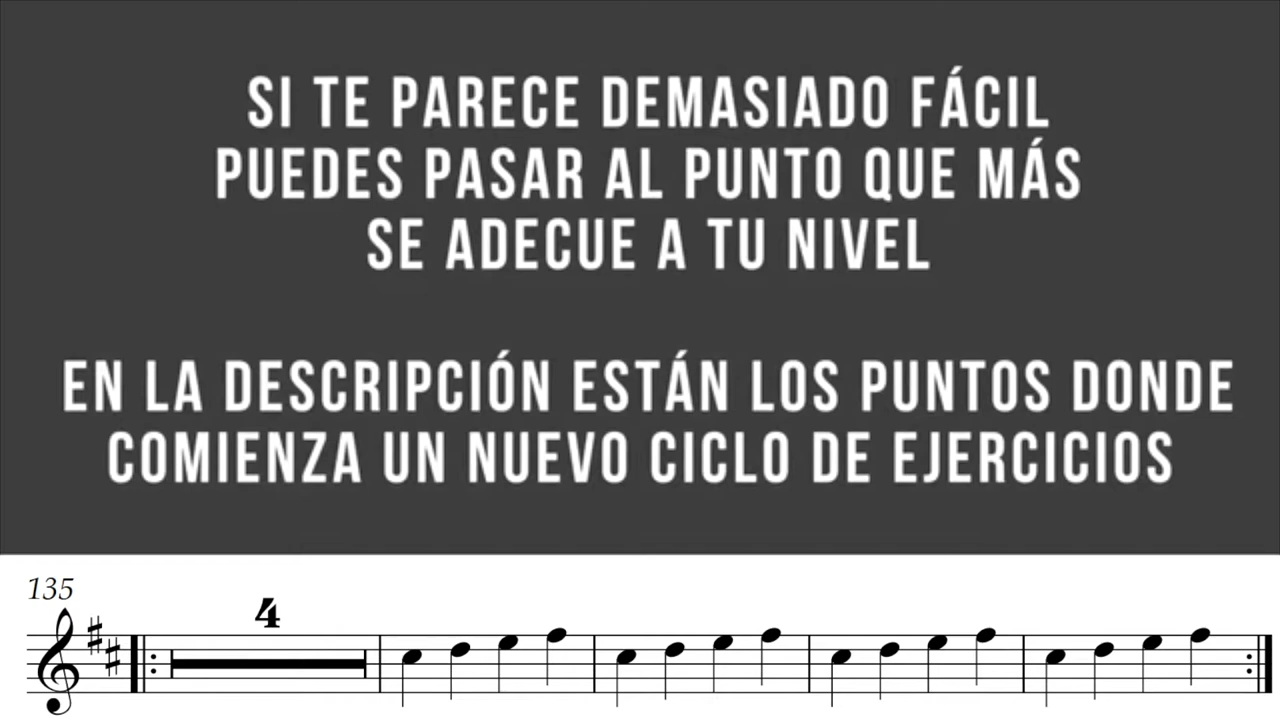 SI TE PARECE DEMASIADO FÁCIL
PUEDES PASAR AL PUNTO QUE MÁS
SE ADECUE A TU NIVEL
EN LA DESCRIPCIÓN ESTÁN LOS PUNTOS DONDE
COMIENZA UN NUEVO CICLO DE EJERCICIOS
135
4